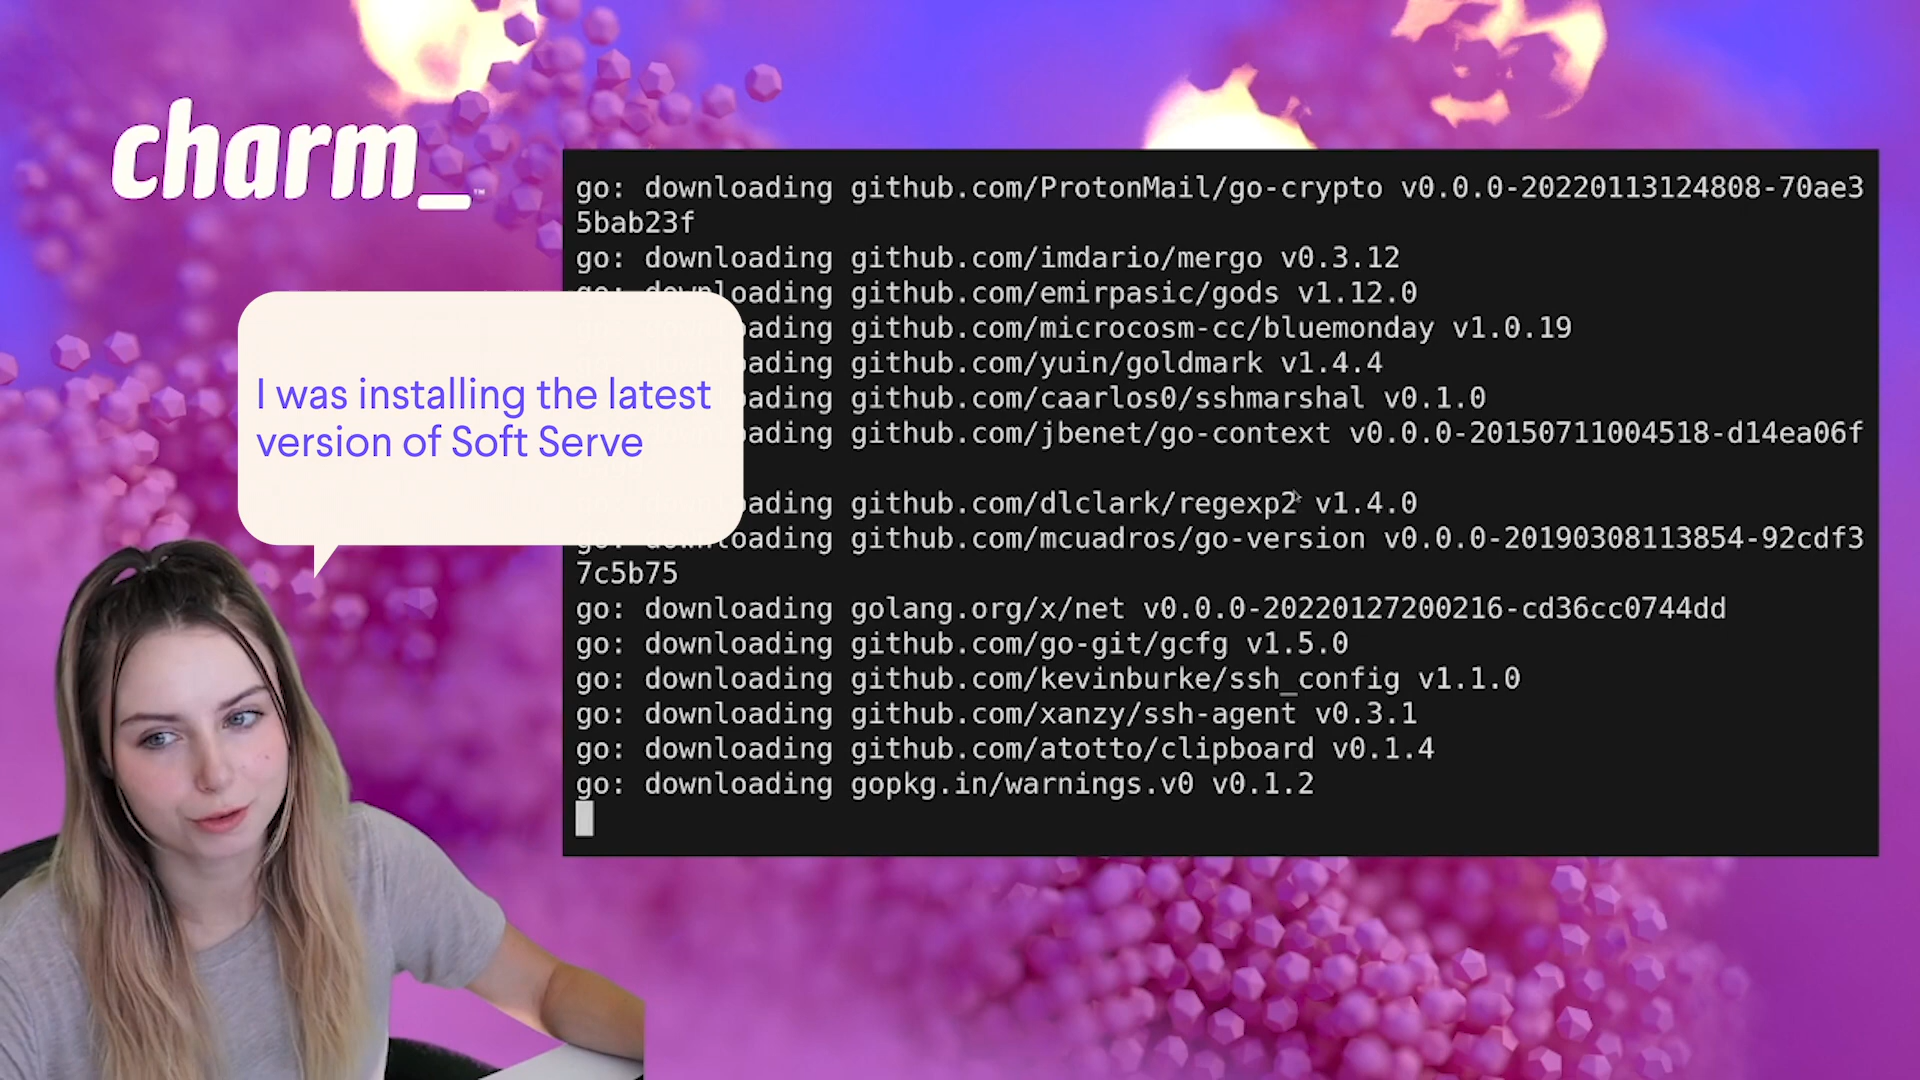 charm_™
go: downloading github.com/ProtonMail/go-crypto v0.0.0-20220113124808-70ae3
5bab23f
go: downloading github.com/imdario/mergo v0.3.12
go: downloading github.com/emirpasic/gods v1.12.0
ading github.com/microcosm-cc/bluemonday v1.0.19
ading github.com/yuin/goldmark v1.4.4
ading github.com/caarlos0/sshmarshal v0.1.0
ading github.com/jbenet/go-context v0.0.0-20150711004518-d14ea06f
ading github.com/dlclark/regexp2 v1.4.0
go: downloading github.com/mcuadros/go-version v0.0.0-20190308113854-92cdf3
7c5b75
go: downloading golang.org/x/net v0.0.0-20220127200216-cd36cc0744dd
go: downloading github.com/go-git/gcfg v1.5.0
go: downloading github.com/kevinburke/ssh_config v1.1.0
go: downloading github.com/xanzy/ssh-agent v0.3.1
go: downloading github.com/atotto/clipboard v0.1.4
go: downloading gopkg.in/warnings.v0 v0.1.2
I was installing the latest
version of Soft Serve